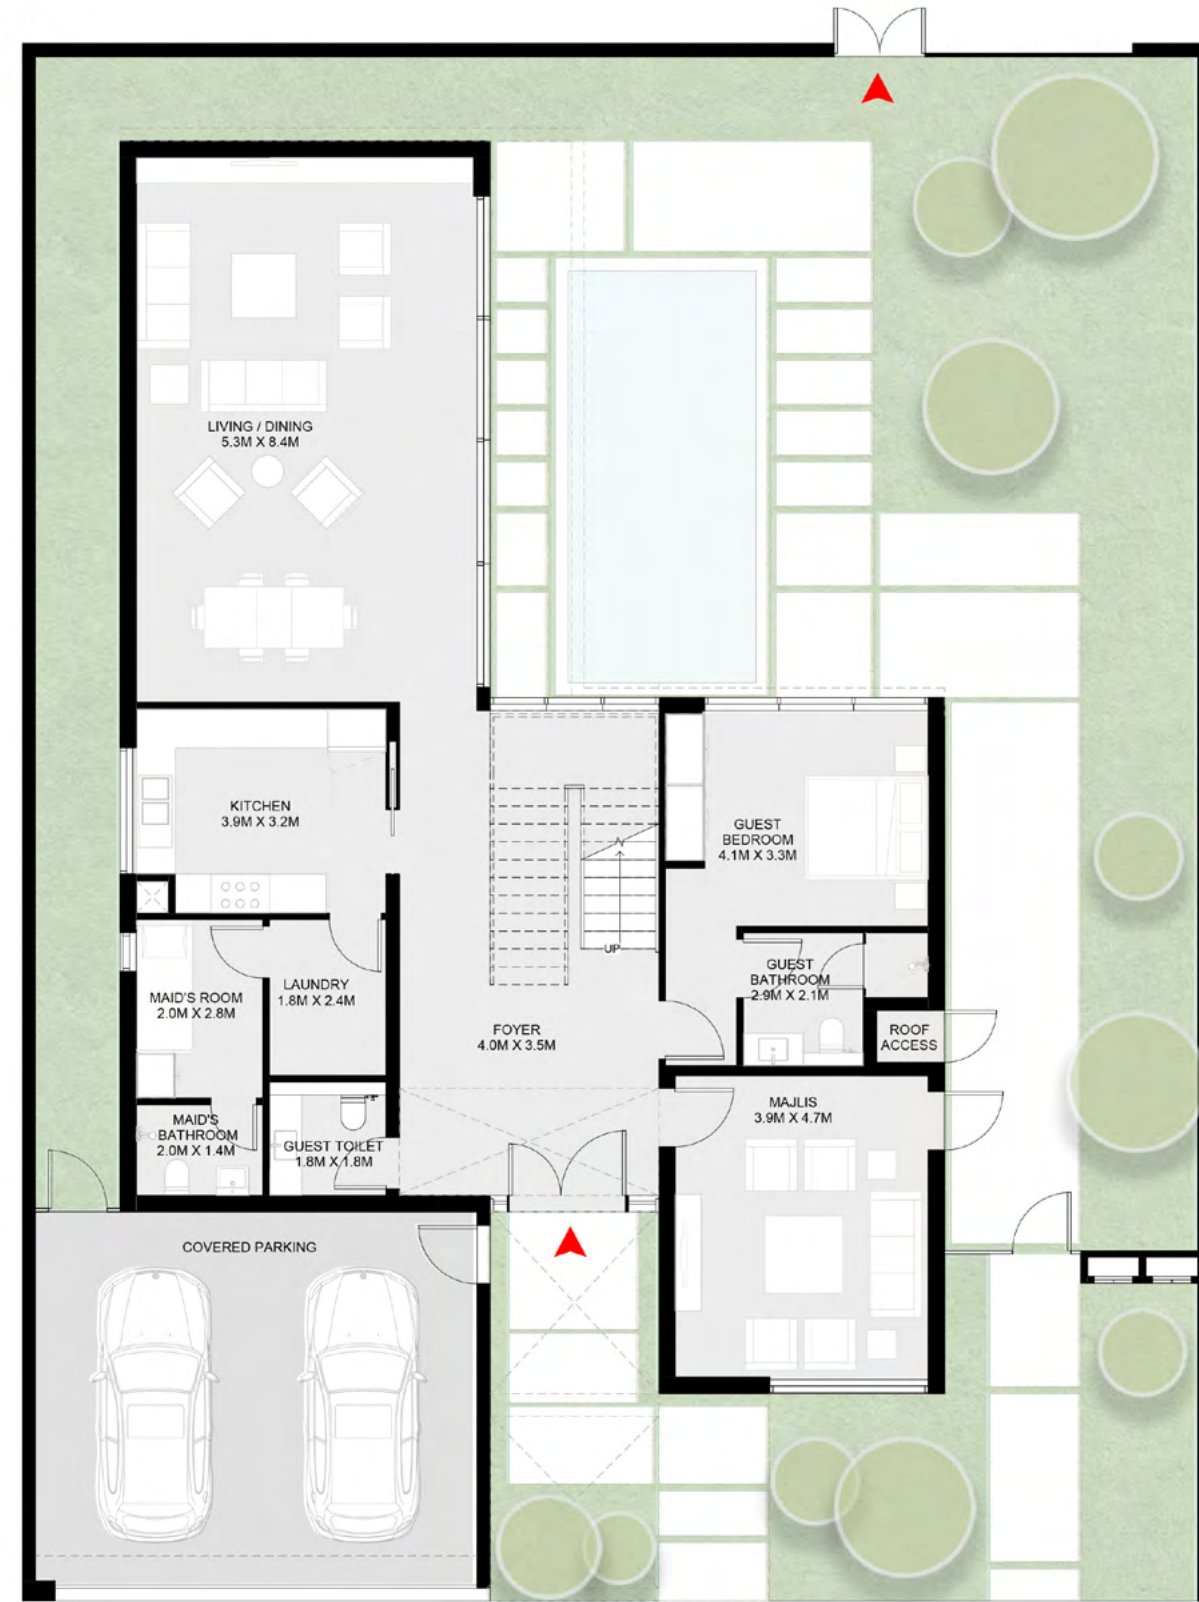 LIVING / DINING
5.3M X 8.4M
KITCHEN
3.9M X 3.2M
GUEST
BEDROOM
4.1M X 3.3M
UP
GUEST
BATHROOM
2.9M X 2.1M
LAUNDRY
1.8M X 2.4M
MAID'S ROOM
2.0M X 2.8M
FOYER
4.0M X 3.5M
ROOF
ACCESS
MAJLIS
3.9M X 4.7M
MAID'S
BATHROOM
2.0M X 1.4M
GUEST TOILET
1.8M X 1.8M
COVERED PARKING